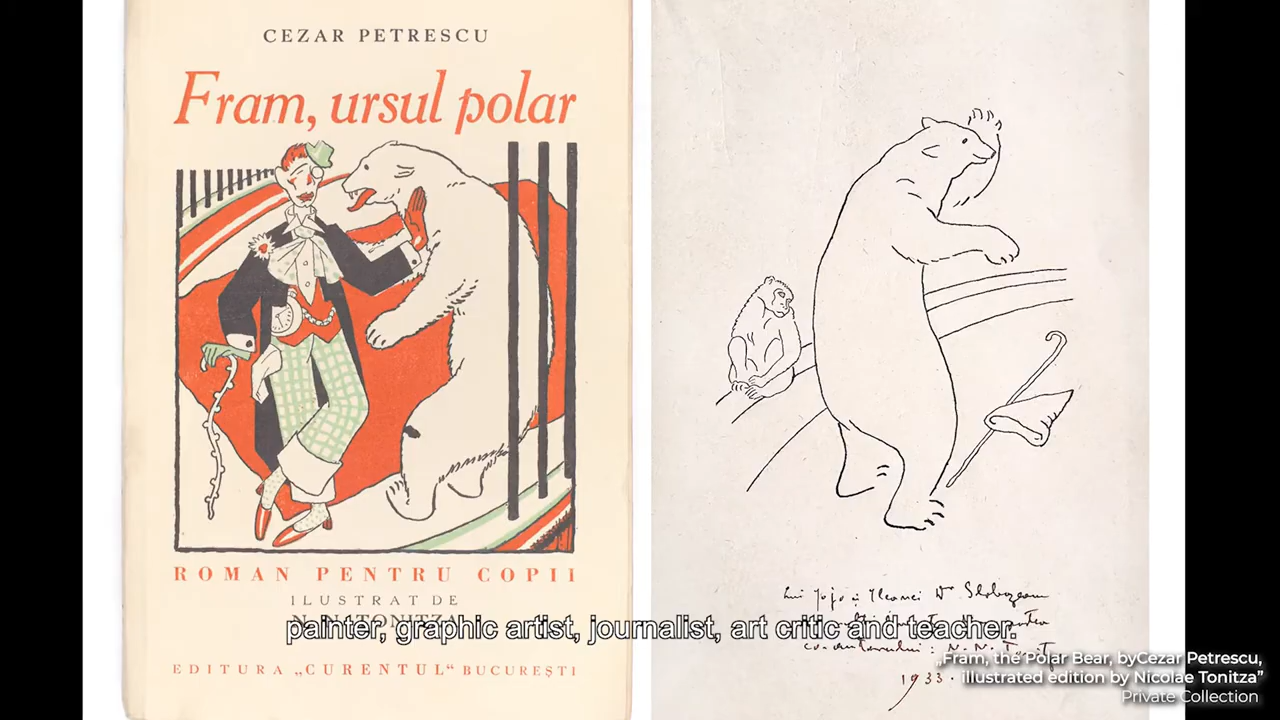 CEZAR PETRESCU
Fram, ursul polar
ROMAN PENTRU COPII
ILUSTRAT DE
N. N. TONITZA
EDITURA „CURENTUL“ BUCUREȘTI
1933.
painter, graphic artist, journalist, art critic and teacher.
„Fram, the Polar Bear, byCezar Petrescu,
illustrated edition by Nicolae Tonitza”
Private Collection